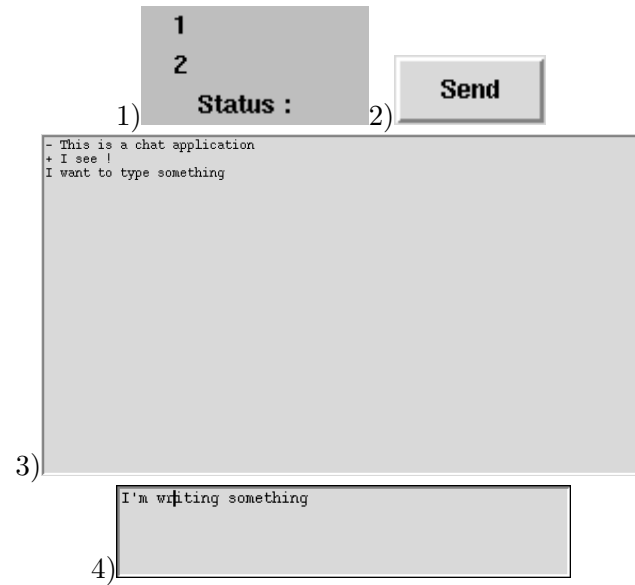 1
2
Status :
1)
2)
Send
- This is a chat application
+ I see !
I want to type something
3)
I'm writing something
4)